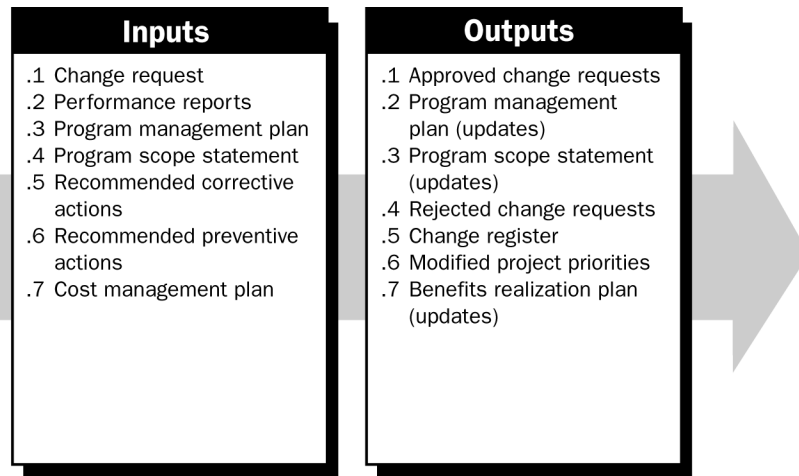 Inputs
.1 Change request
.2 Performance reports
.3 Program management plan
.4 Program scope statement
.5 Recommended corrective
actions
.6 Recommended preventive
actions
.7 Cost management plan
Outputs
.1 Approved change requests
.2 Program management
plan (updates)
.3 Program scope statement
(updates)
.4 Rejected change requests
.5 Change register
.6 Modified project priorities
.7 Benefits realization plan
(updates)